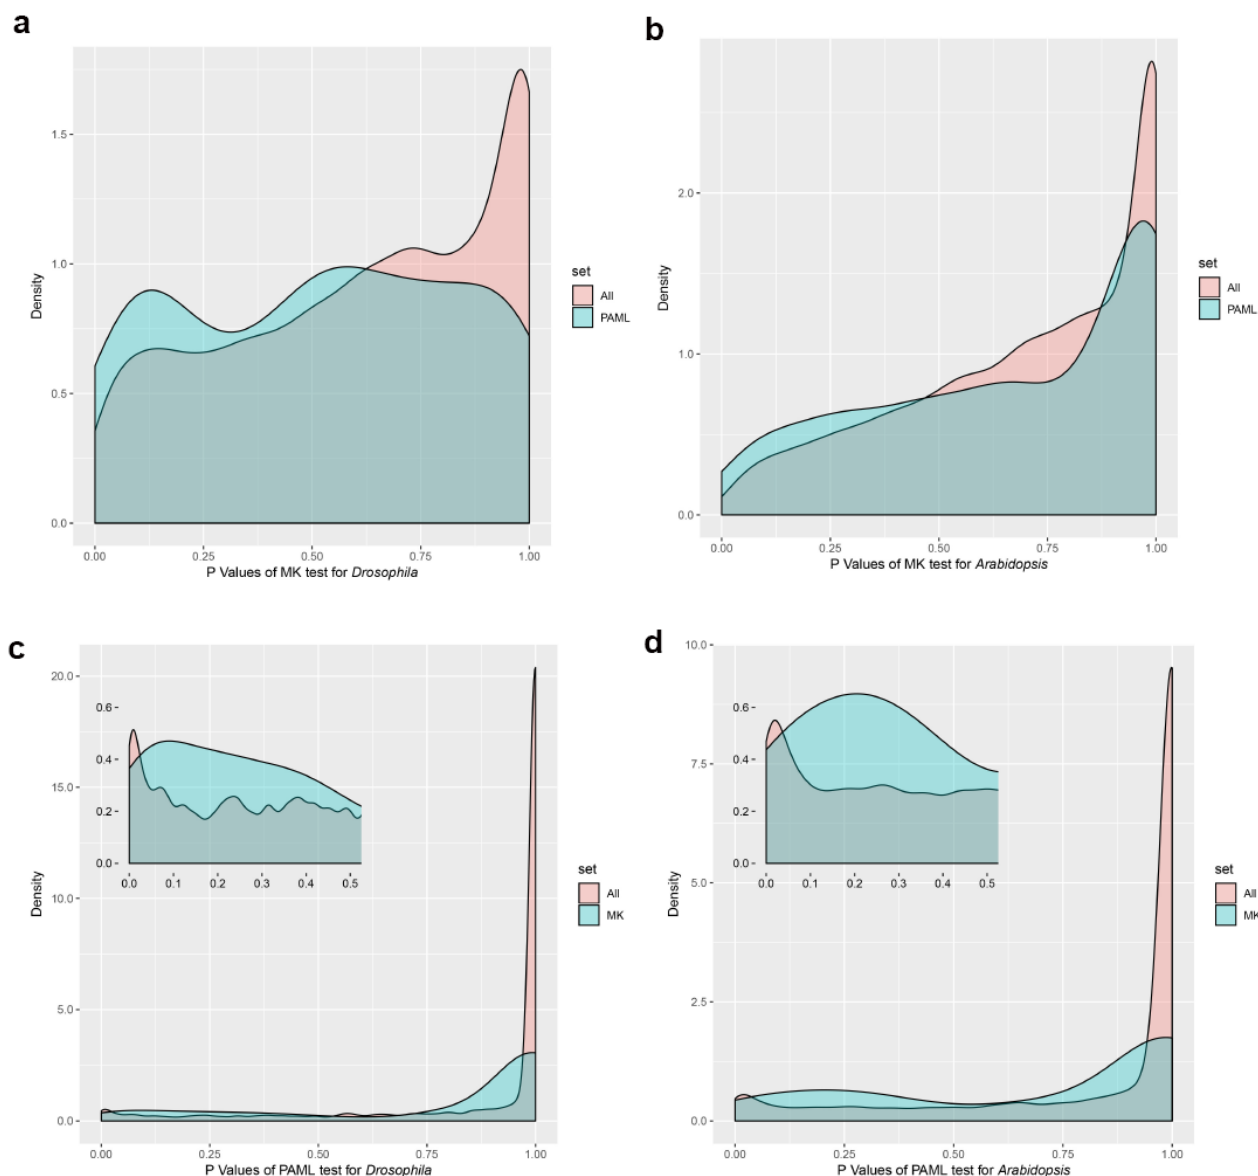 a
1.5
1.0
0.5
0.0
Density
0.00 0.25 0.50 0.75 1.00
P Values of MK test for Drosophila
set
All
PAML
b
2.0
1.0
0.0
Density
0.00 0.25 0.50 0.75 1.00
P Values of MK test for Arabidopsis
set
All
PAML
c
20.0
15.0
10.0
5.0
0.0
Density
0.6
0.4
0.2
0.0
0.0 0.1 0.2 0.3 0.4 0.5
0.00 0.25 0.50 0.75 1.00
P Values of PAML test for Drosophila
set
All
MK
d
10.0
7.5
5.0
2.5
0.0
Density
0.6
0.4
0.2
0.0
0.0 0.1 0.2 0.3 0.4 0.5
0.00 0.25 0.50 0.75 1.00
P Values of PAML test for Arabidopsis
set
All
MK